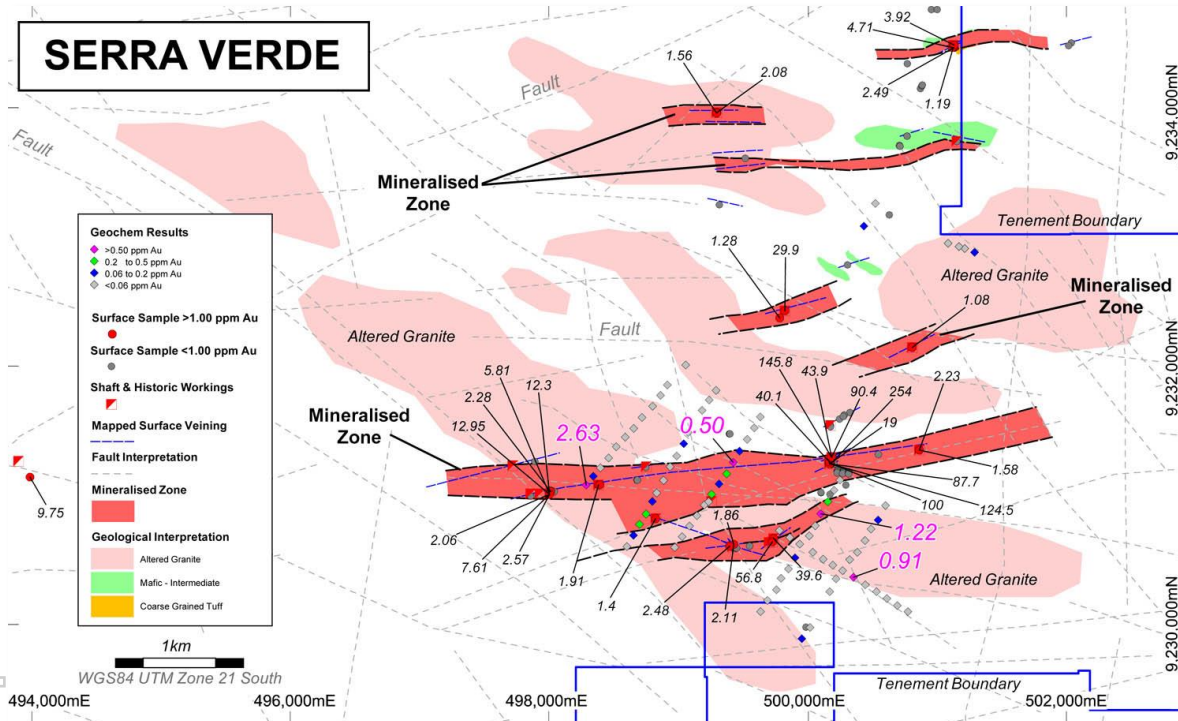 SERRA VERDE
3.92
4.71
1.56
2.08
Fault
2.49
1.19
9.234,000mN
Fault
Mineralised
Zone
Tenement Boundary
Geochem Results
>0.50 ppm Au
0.2 to 0.5 ppm Au
0.06 to 0.2 ppm Au
<0.06 ppm Au
Surface Sample >1.00 ppm Au
Surface Sample <1.00 ppm Au
Shaft & Historic Workings
Mapped Surface Veining
Fault Interpretation
Mineralised Zone
Geological Interpretation
Altered Granite
Mafic - Intermediate
Coarse Grained Tuff
1.28
29.9
Altered Granite
Mineralised
Zone
1.08
Fault
Altered Granite
9.232,000mN
145.8
43.9
5.81
12.3
40.1
90.4
254
2.23
2.28
19
Mineralised
Zone
12.95
2.63
0.50
9.75
1.58
87.7
100
124.5
2.06
7.61
2.57
1.91
1.86
1.22
0.91
1.4
2.48
2.11
56.8
39.6
Altered Granite
9.230,000mN
1km
WGS84 UTM Zone 21 South
Tenement Boundary
494,000mE
496,000mE
498,000mE
500,000mE
502,000mE